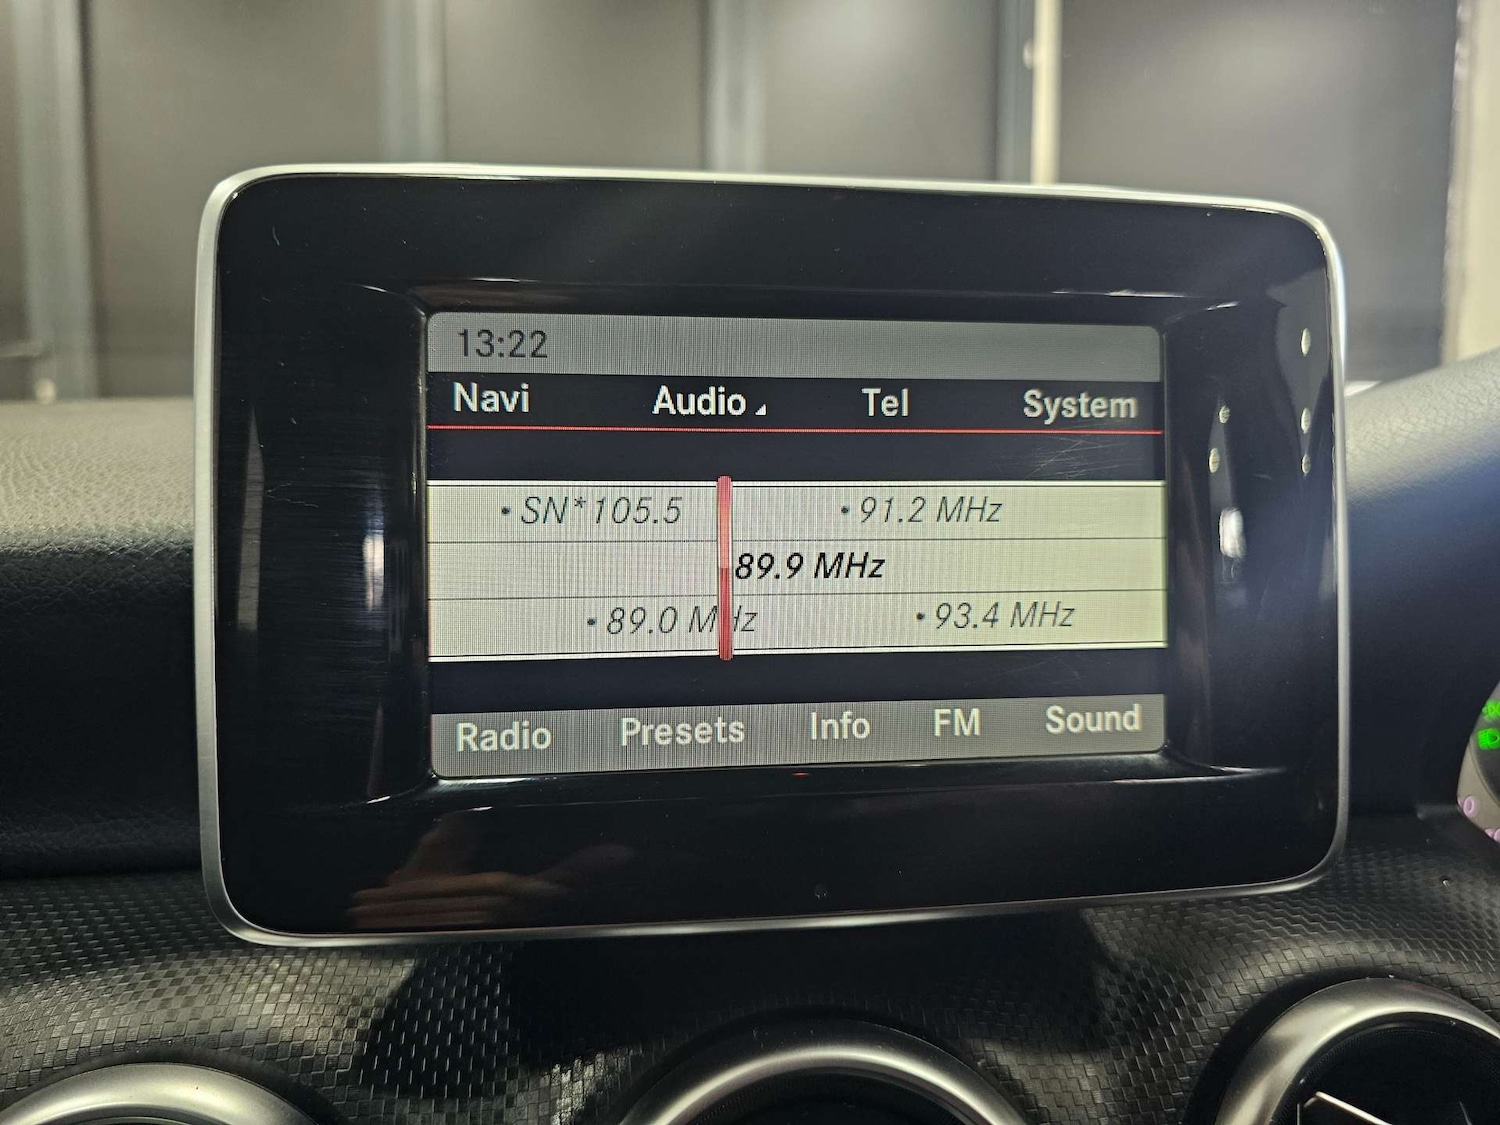 13:22
Navi Audio Tel System
• SN*105.5 • 91.2 MHz
89.9 MHz
• 89.0 MHz • 93.4 MHz
Radio Presets Info FM Sound